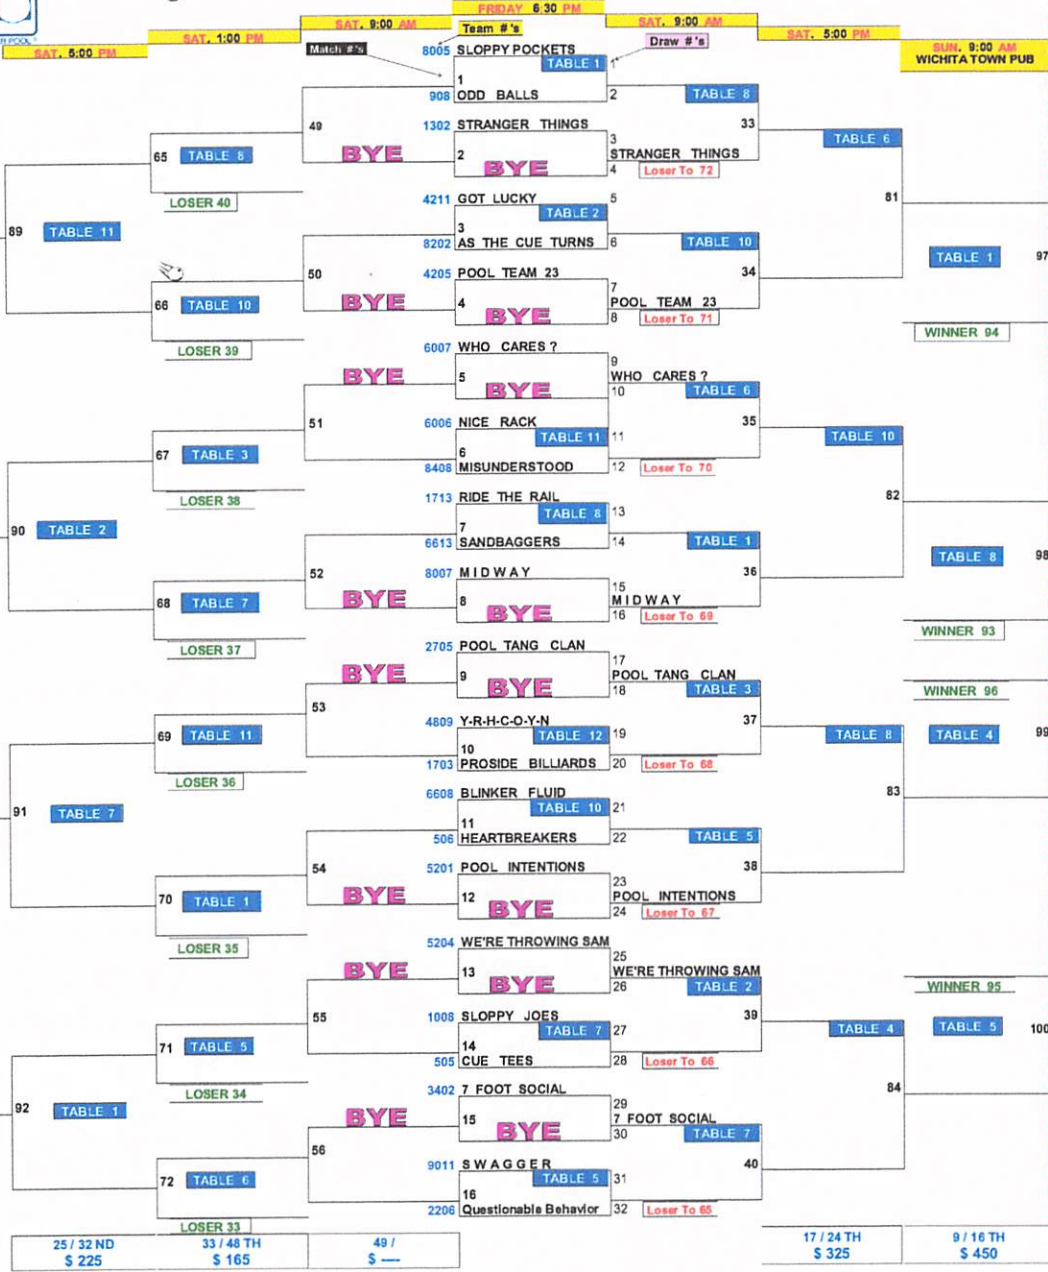 FRIDAY 6:30 PM
SAT. 9:00 AM
Team #'s
SAT. 9:00 AM
SAT. 1:00 PM
SAT. 5:00 PM
SAT. 5:00 PM
SUN. 9:00 AM
WICHITA TOWN PUB
Match #'s
Draw #'s
8005 SLOPPY POCKETS
TABLE 1 1
1
908 ODD BALLS 2 TABLE 8
1302 STRANGER THINGS
49 33
TABLE 6
3
65 TABLE 8 BYE 2 BYE STRANGER THINGS
4 Loser To 72
LOSER 40
4211 GOT LUCKY 5 81
TABLE 2
3
89 TABLE 11
8202 AS THE CUE TURNS 6 TABLE 10
TABLE 1 97
50 4205 POOL TEAM 23 34
7
66 TABLE 10 BYE 4 BYE POOL TEAM 23
8 Loser To 71
WINNER 94
LOSER 39
6007 WHO CARES ?
9
BYE 5 BYE WHO CARES ?
10 TABLE 6
51 6006 NICE RACK 35
TABLE 11 11 TABLE 10
67 TABLE 3 6
8408 MISUNDERSTOOD 12 Loser To 70
LOSER 38
1713 RIDE THE RAIL 82
TABLE 8 13
7
90 TABLE 2
6613 SANDBAGGERS 14 TABLE 1
TABLE 8 98
52 8007 MIDWAY 36
15
68 TABLE 7 BYE 8 BYE MIDWAY
16 Loser To 69
WINNER 93
LOSER 37
2705 POOL TANG CLAN
17
BYE 9 BYE POOL TANG CLAN
18 TABLE 3
WINNER 96
53 4809 Y-R-H-C-O-Y-N 37
69 TABLE 11 TABLE 12 19 TABLE 8 TABLE 4 99
10
1703 PROSIDE BILLIARDS 20 Loser To 68
LOSER 36
6608 BLINKER FLUID 83
TABLE 10 21
91 TABLE 7 11
506 HEARTBREAKERS 22 TABLE 5
54 5201 POOL INTENTIONS 38
23
70 TABLE 1 BYE 12 BYE POOL INTENTIONS
24 Loser To 67
LOSER 35
5204 WE'RE THROWING SAM
25
BYE 13 BYE WE'RE THROWING SAM
26 TABLE 2
WINNER 95
55 1008 SLOPPY JOES 39
TABLE 7 27 TABLE 4 TABLE 5 100
71 TABLE 5 14
505 CUE TEES 28 Loser To 66
LOSER 34
3402 7 FOOT SOCIAL 84
29
92 TABLE 1 BYE 15 BYE 7 FOOT SOCIAL
30 TABLE 7
56 9011 SWAGGER 40
72 TABLE 6 TABLE 5 31
16
2206 Questionable Behavior 32 Loser To 65
LOSER 33
25 / 32 ND 33 / 48 TH 49 / 17 / 24 TH 9 / 16 TH
$ 225 $ 165 $ ---- $ 325 $ 450